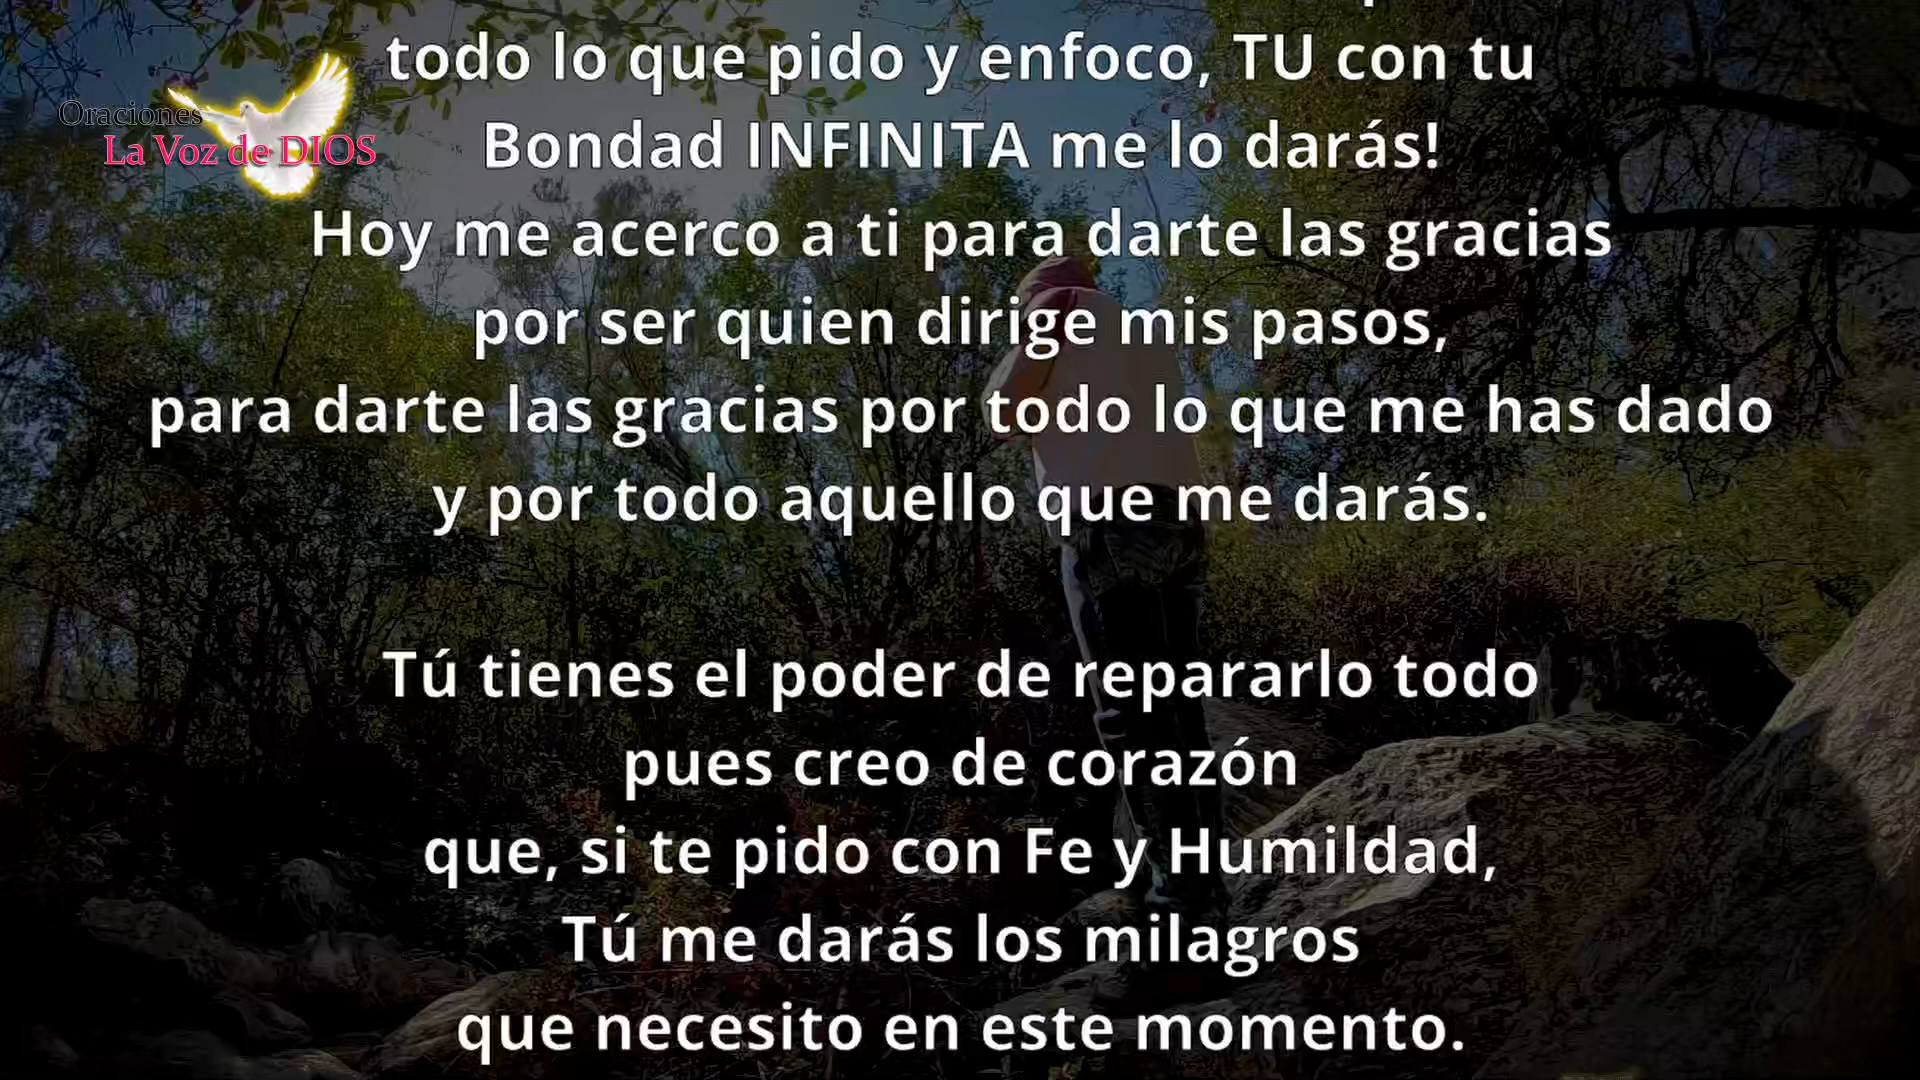 todo lo que pido y enfoco, TU con tu
Bondad INFINITA me lo darás!
Oraciones
La Voz de DIOS
Hoy me acerco a ti para darte las gracias
por ser quien dirige mis pasos,
para darte las gracias por todo lo que me has dado
y por todo aquello que me darás.
Tú tienes el poder de repararlo todo
pues creo de corazón
que, si te pido con Fe y Humildad,
Tú me darás los milagros
que necesito en este momento.